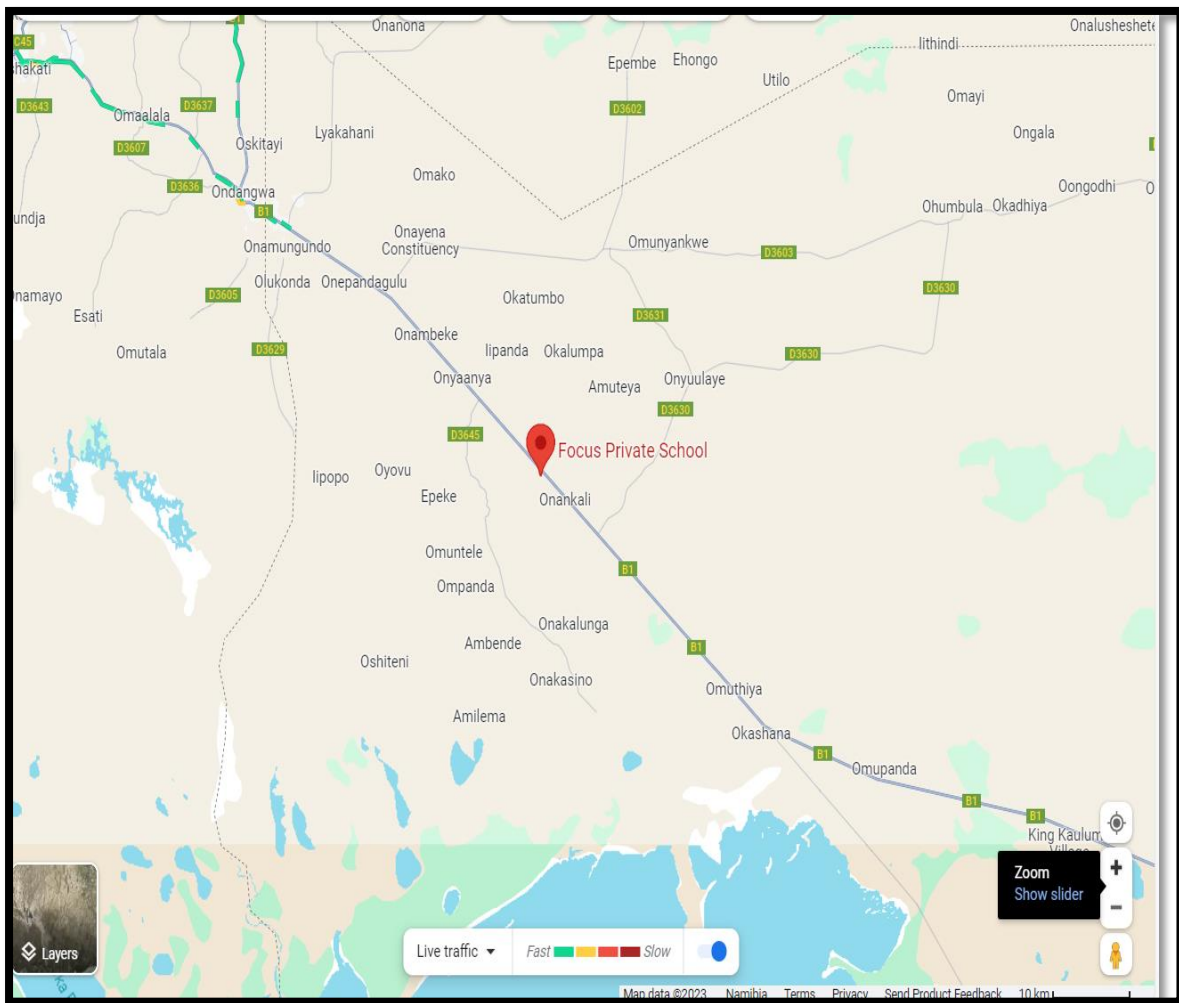 Onanona
Onalusheshete
C45
Iithindi
Epembe
Ehongo
shakati
Utilo
D3643
D3637
D3602
Omayi
Omaalala
Lyakahani
Ongala
D3607
Oskitayi
Omako
D3636
Ondangwa
Oongodhi
Ohumbula
Okadhiya
B1
undja
Onayena
Constituency
Onamungundo
Omunyankwe
D3603
Olukonda
Onepandagulu
D3605
Okatumbo
D3630
Esati
D3631
Onambeke
Omutala
D3629
Iipanda
Okalumpa
D3630
Onyaanya
Amuteya
Onyuulaye
D3630
D3645
Focus Private School
Iipopo
Oyovu
Epeke
Onankali
Omuntele
B1
Ompanda
Onakalunga
Ambende
B1
Oshiteni
Onakasino
Omuthiya
Amilema
Okashana
B1
Omupanda
B1
B1
King Kaulum
Village
Zoom
Show slider
Layers
Live traffic
Fast
Slow
Map data ©2023
Namibia
Terms
Privacy
Send Product Feedback
10 km